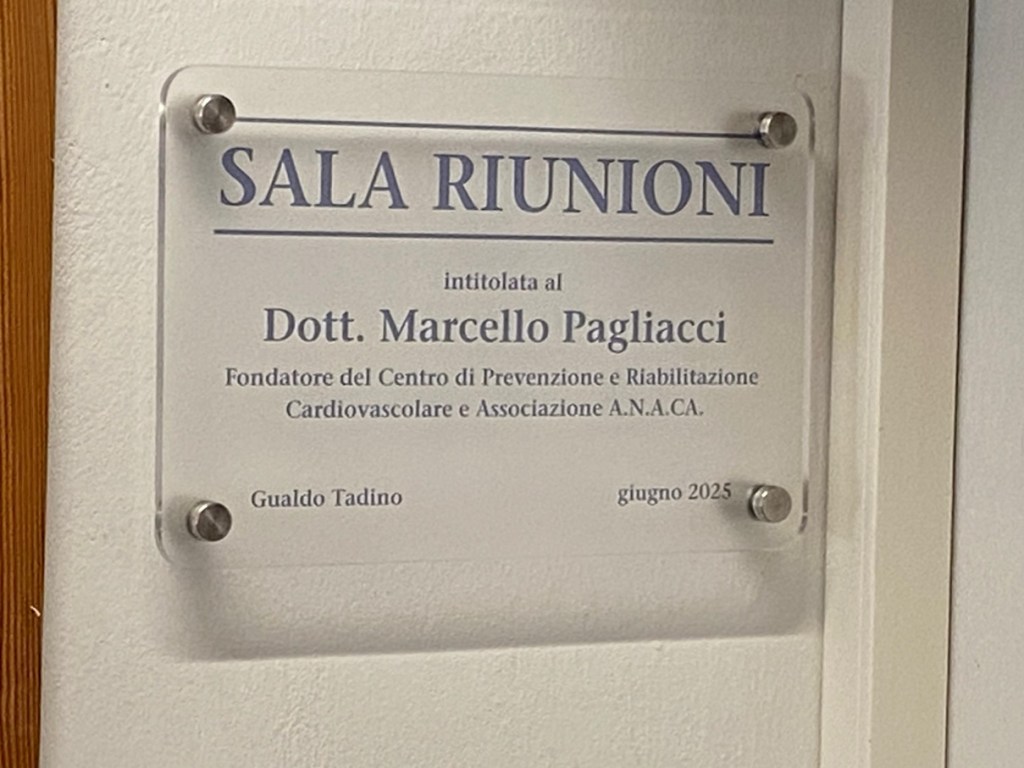 SALA RIUNIONI
intitolata al
Dott. Marcello Pagliacci
Fondatore del Centro di Prevenzione e Riabilitazione
Cardiovascolare e Associazione A.N.A.CA.
Gualdo Tadino giugno 2025